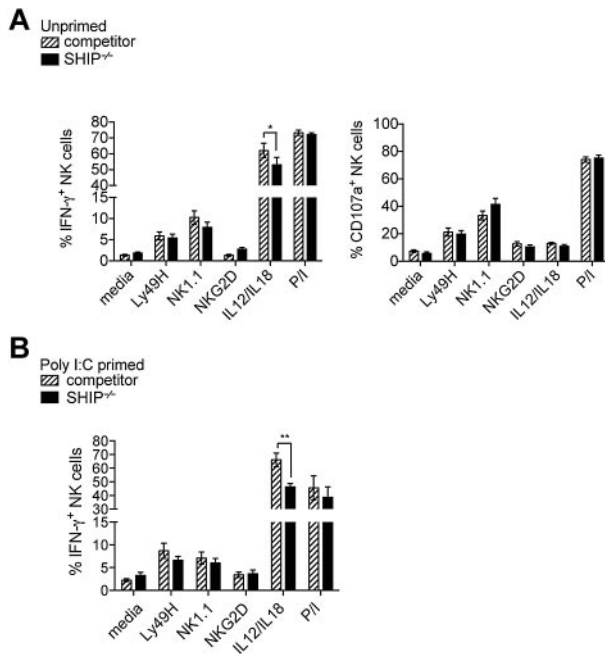 A
Unprimed
competitor
SHIP-/-
% IFN-γ+ NK cells
80
70
60
50
40
15
10
5
0
*
media
Ly49H
NK1.1
NKG2D
IL12/IL18
P/I
% CD107a+ NK cells
100
80
60
40
20
0
media
Ly49H
NK1.1
NKG2D
IL12/IL18
P/I
B
Poly I:C primed
competitor
SHIP-/-
% IFN-γ+ NK cells
80
70
60
50
40
30
15
10
5
0
**
media
Ly49H
NK1.1
NKG2D
IL12/IL18
P/I